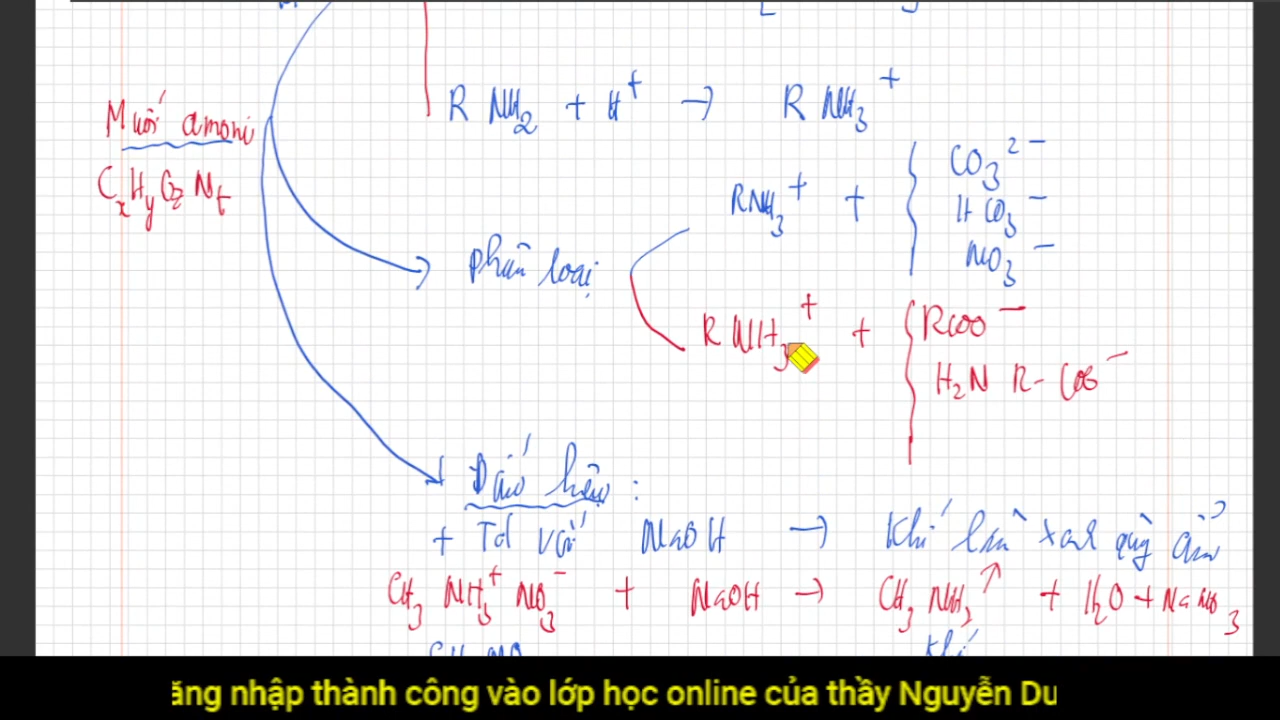 R NH2 + H+ → R NH3+
Muối amoni
CxHyOzNt
RNH3+ + { CO3 2−
HCO3 −
NO3 −
Phân loại
R NH3+ + { RCOO −
H2N R - COO −
Dấu hiệu :
+ Td với NaOH → Khí làm xanh quỳ ẩm
CH3 NH3+ NO3− + NaOH → CH3 NH2 ↑ + H2O + NaNO3
Khí
ăng nhập thành công vào lớp học online của thầy Nguyễn Du